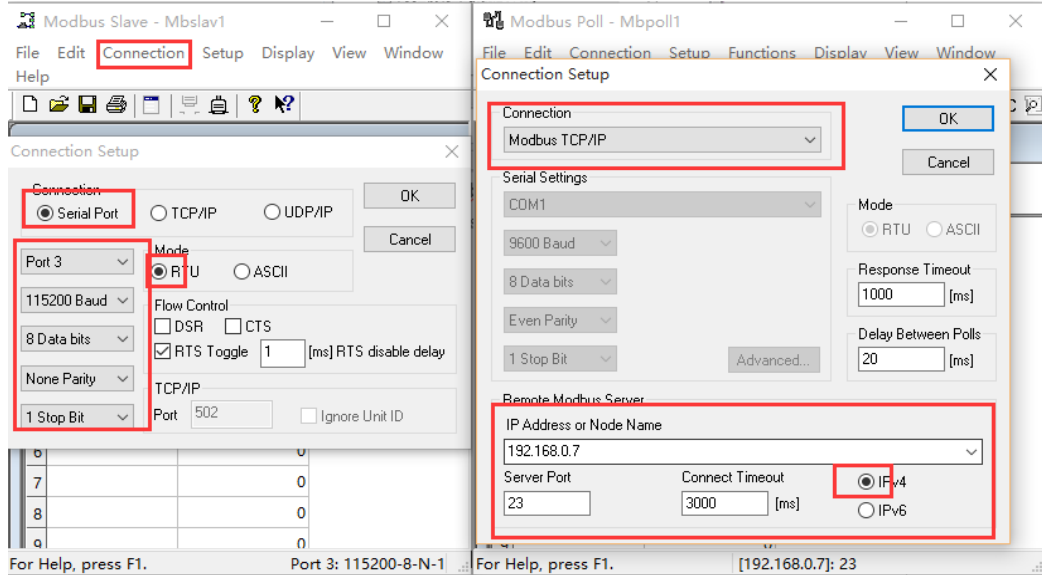 Modbus Slave - Mbslav1
File Edit Connection Setup Display View Window
Help
Connection Setup
Connection
Serial Port TCP/IP UDP/IP
OK
Cancel
Port 3
115200 Baud
8 Data bits
None Parity
1 Stop Bit
Mode
RTU ASCII
Flow Control
DSR CTS
RTS Toggle 1 [ms] RTS disable delay
TCP/IP
Port 502 Ignore Unit ID
6 0
7 0
8 0
9 0
For Help, press F1. Port 3: 115200-8-N-1
Modbus Poll - Mbpoll1
File Edit Connection Setup Functions Display View Window
Connection Setup
Connection
Modbus TCP/IP
OK
Cancel
Serial Settings
COM1
9600 Baud
8 Data bits
Even Parity
1 Stop Bit
Advanced...
Mode
RTU ASCII
Response Timeout
1000 [ms]
Delay Between Polls
20 [ms]
Remote Modbus Server
IP Address or Node Name
192.168.0.7
Server Port Connect Timeout
23 3000 [ms]
IPv4
IPv6
For Help, press F1. [192.168.0.7]: 23